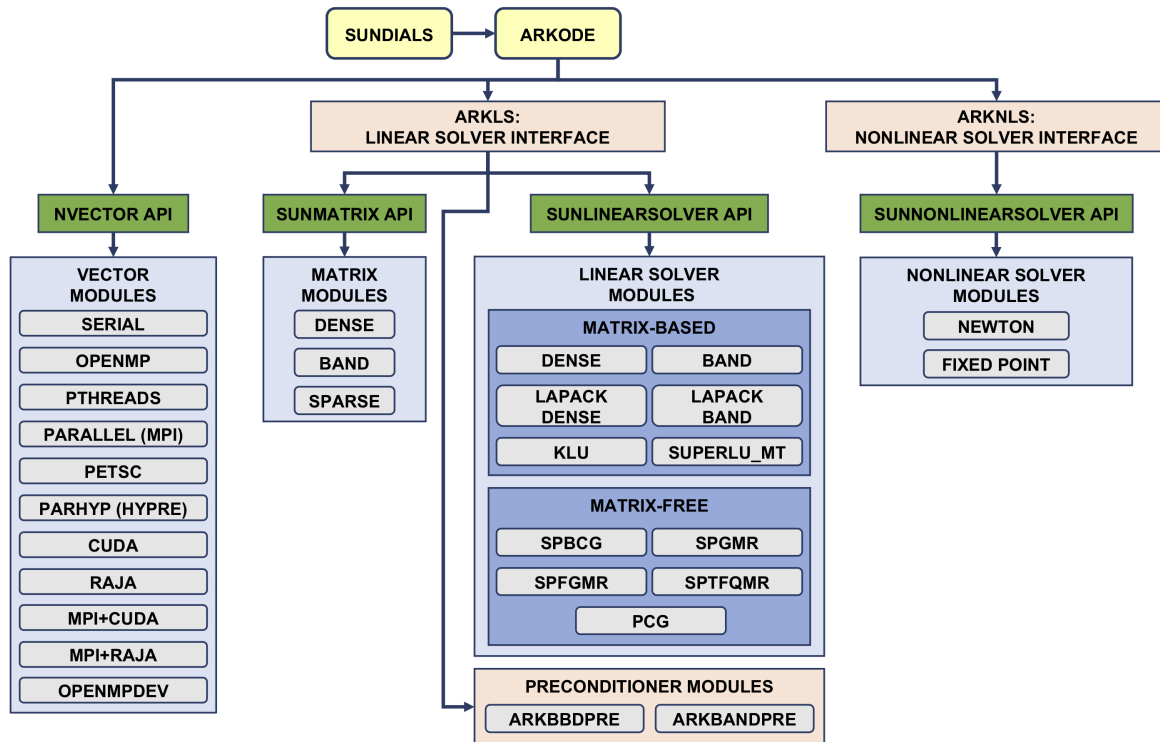 SUNDIALS
ARKODE
ARKLS:
LINEAR SOLVER INTERFACE
ARKNLS:
NONLINEAR SOLVER INTERFACE
NVECTOR API
SUNMATRIX API
SUNLINEARSOLVER API
SUNNONLINEARSOLVER API
VECTOR
MODULES
SERIAL
OPENMP
PTHREADS
PARALLEL (MPI)
PETSC
PARHYP (HYPRE)
CUDA
RAJA
MPI+CUDA
MPI+RAJA
OPENMPDEV
MATRIX
MODULES
DENSE
BAND
SPARSE
LINEAR SOLVER
MODULES
MATRIX-BASED
DENSE
BAND
LAPACK
DENSE
LAPACK
BAND
KLU
SUPERLU_MT
MATRIX-FREE
SPBCG
SPGMR
SPFGMR
SPTFQMR
PCG
PRECONDITIONER MODULES
ARKBBDPRE
ARKBANDPRE
NONLINEAR SOLVER
MODULES
NEWTON
FIXED POINT